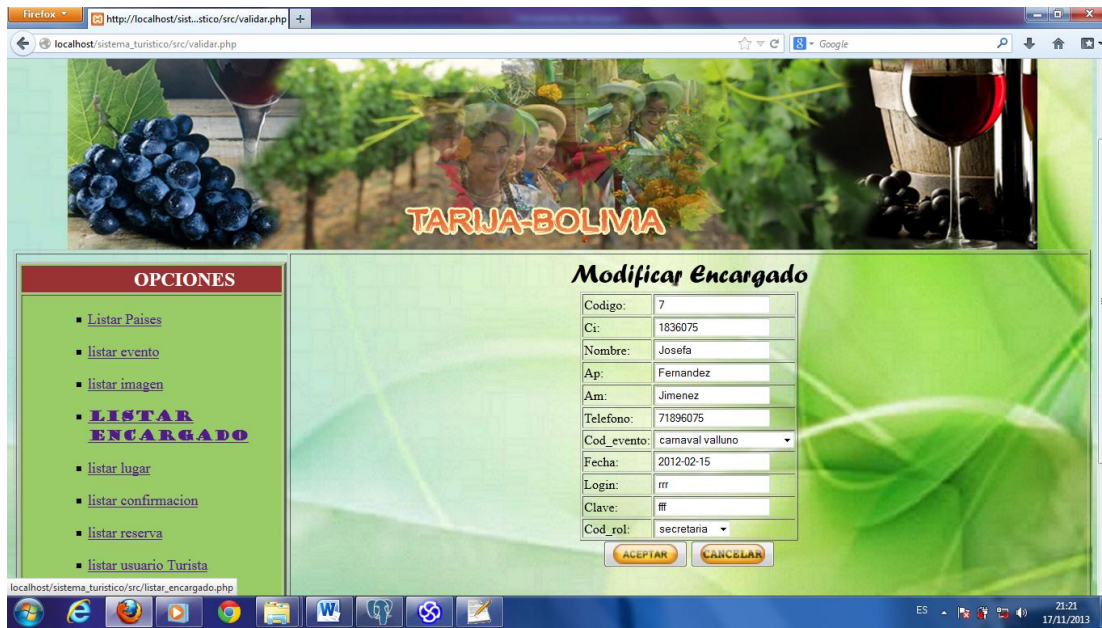 Firefox
http://localhost/sist...stico/src/validar.php
localhost/sistema_turistico/src/validar.php
Google
TARIJA-BOLIVIA
OPCIONES
Listar Paises
listar evento
listar imagen
LISTAR
ENCARGADO
listar lugar
listar confirmacion
listar reserva
listar usuario Turista
Modificar Encargado
Codigo: 7
Ci: 1836075
Nombre: Josefa
Ap: Fernandez
Am: Jimenez
Telefono: 71896075
Cod_evento: carnaval valluno
Fecha: 2012-02-15
Login: rrr
Clave: fff
Cod_rol: secretaria
ACEPTAR CANCELAR
localhost/sistema_turistico/src/listar_encargado.php
ES
21:21
17/11/2013